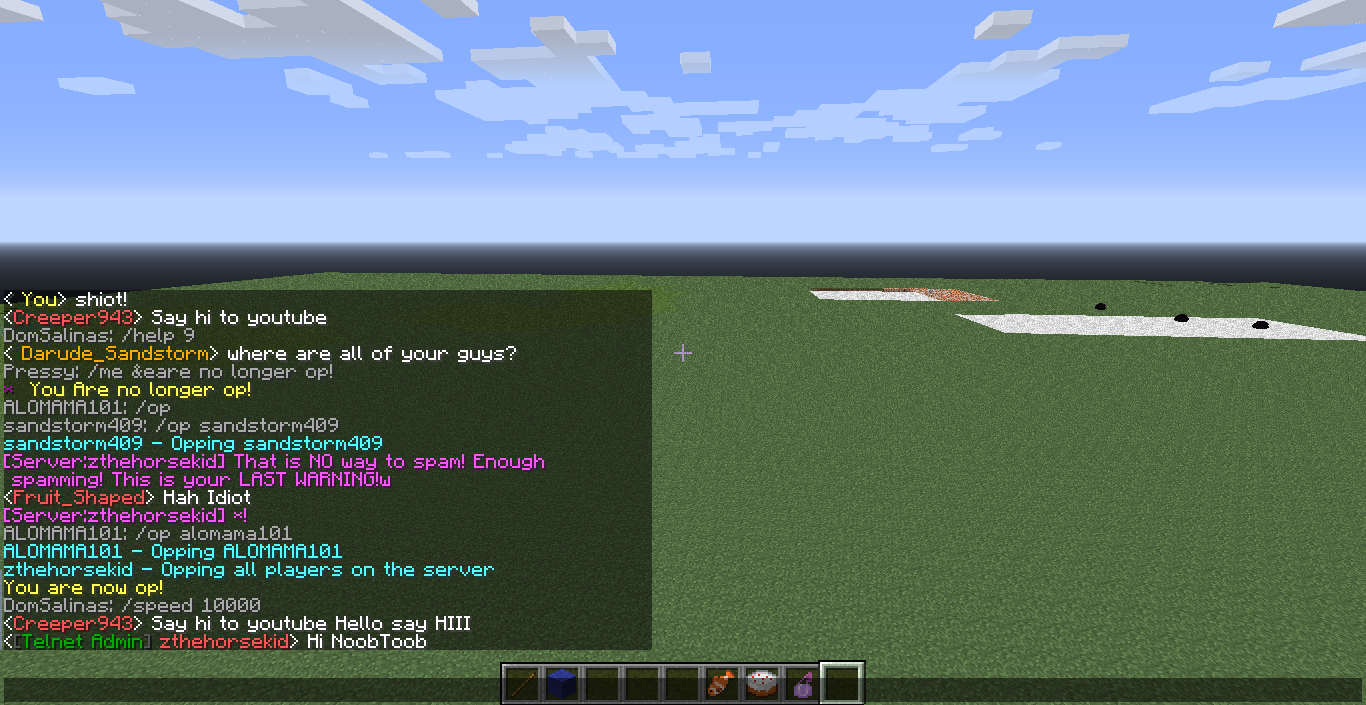 < You> shiot!
<Creeper943> Say hi to youtube
DomSalinas: /help 9
< Darude_Sandstorm> where are all of your guys?
Pressy: /me &eare no longer op!
* You Are no longer op!
ALOMAMA101: /op
sandstorm409: /op sandstorm409
sandstorm409 - Opping sandstorm409
[Server:zthehorsekid] That is NO way to spam! Enough
spamming! This is your LAST WARNING!w
<Fruit_Shaped> Hah Idiot
[Server:zthehorsekid] *!
ALOMAMA101: /op alomama101
ALOMAMA101 - Opping ALOMAMA101
zthehorsekid - Opping all players on the server
You are now op!
DomSalinas: /speed 10000
<Creeper943> Say hi to youtube Hello say HIII
<[Telnet Admin] zthehorsekid> Hi NoobToob